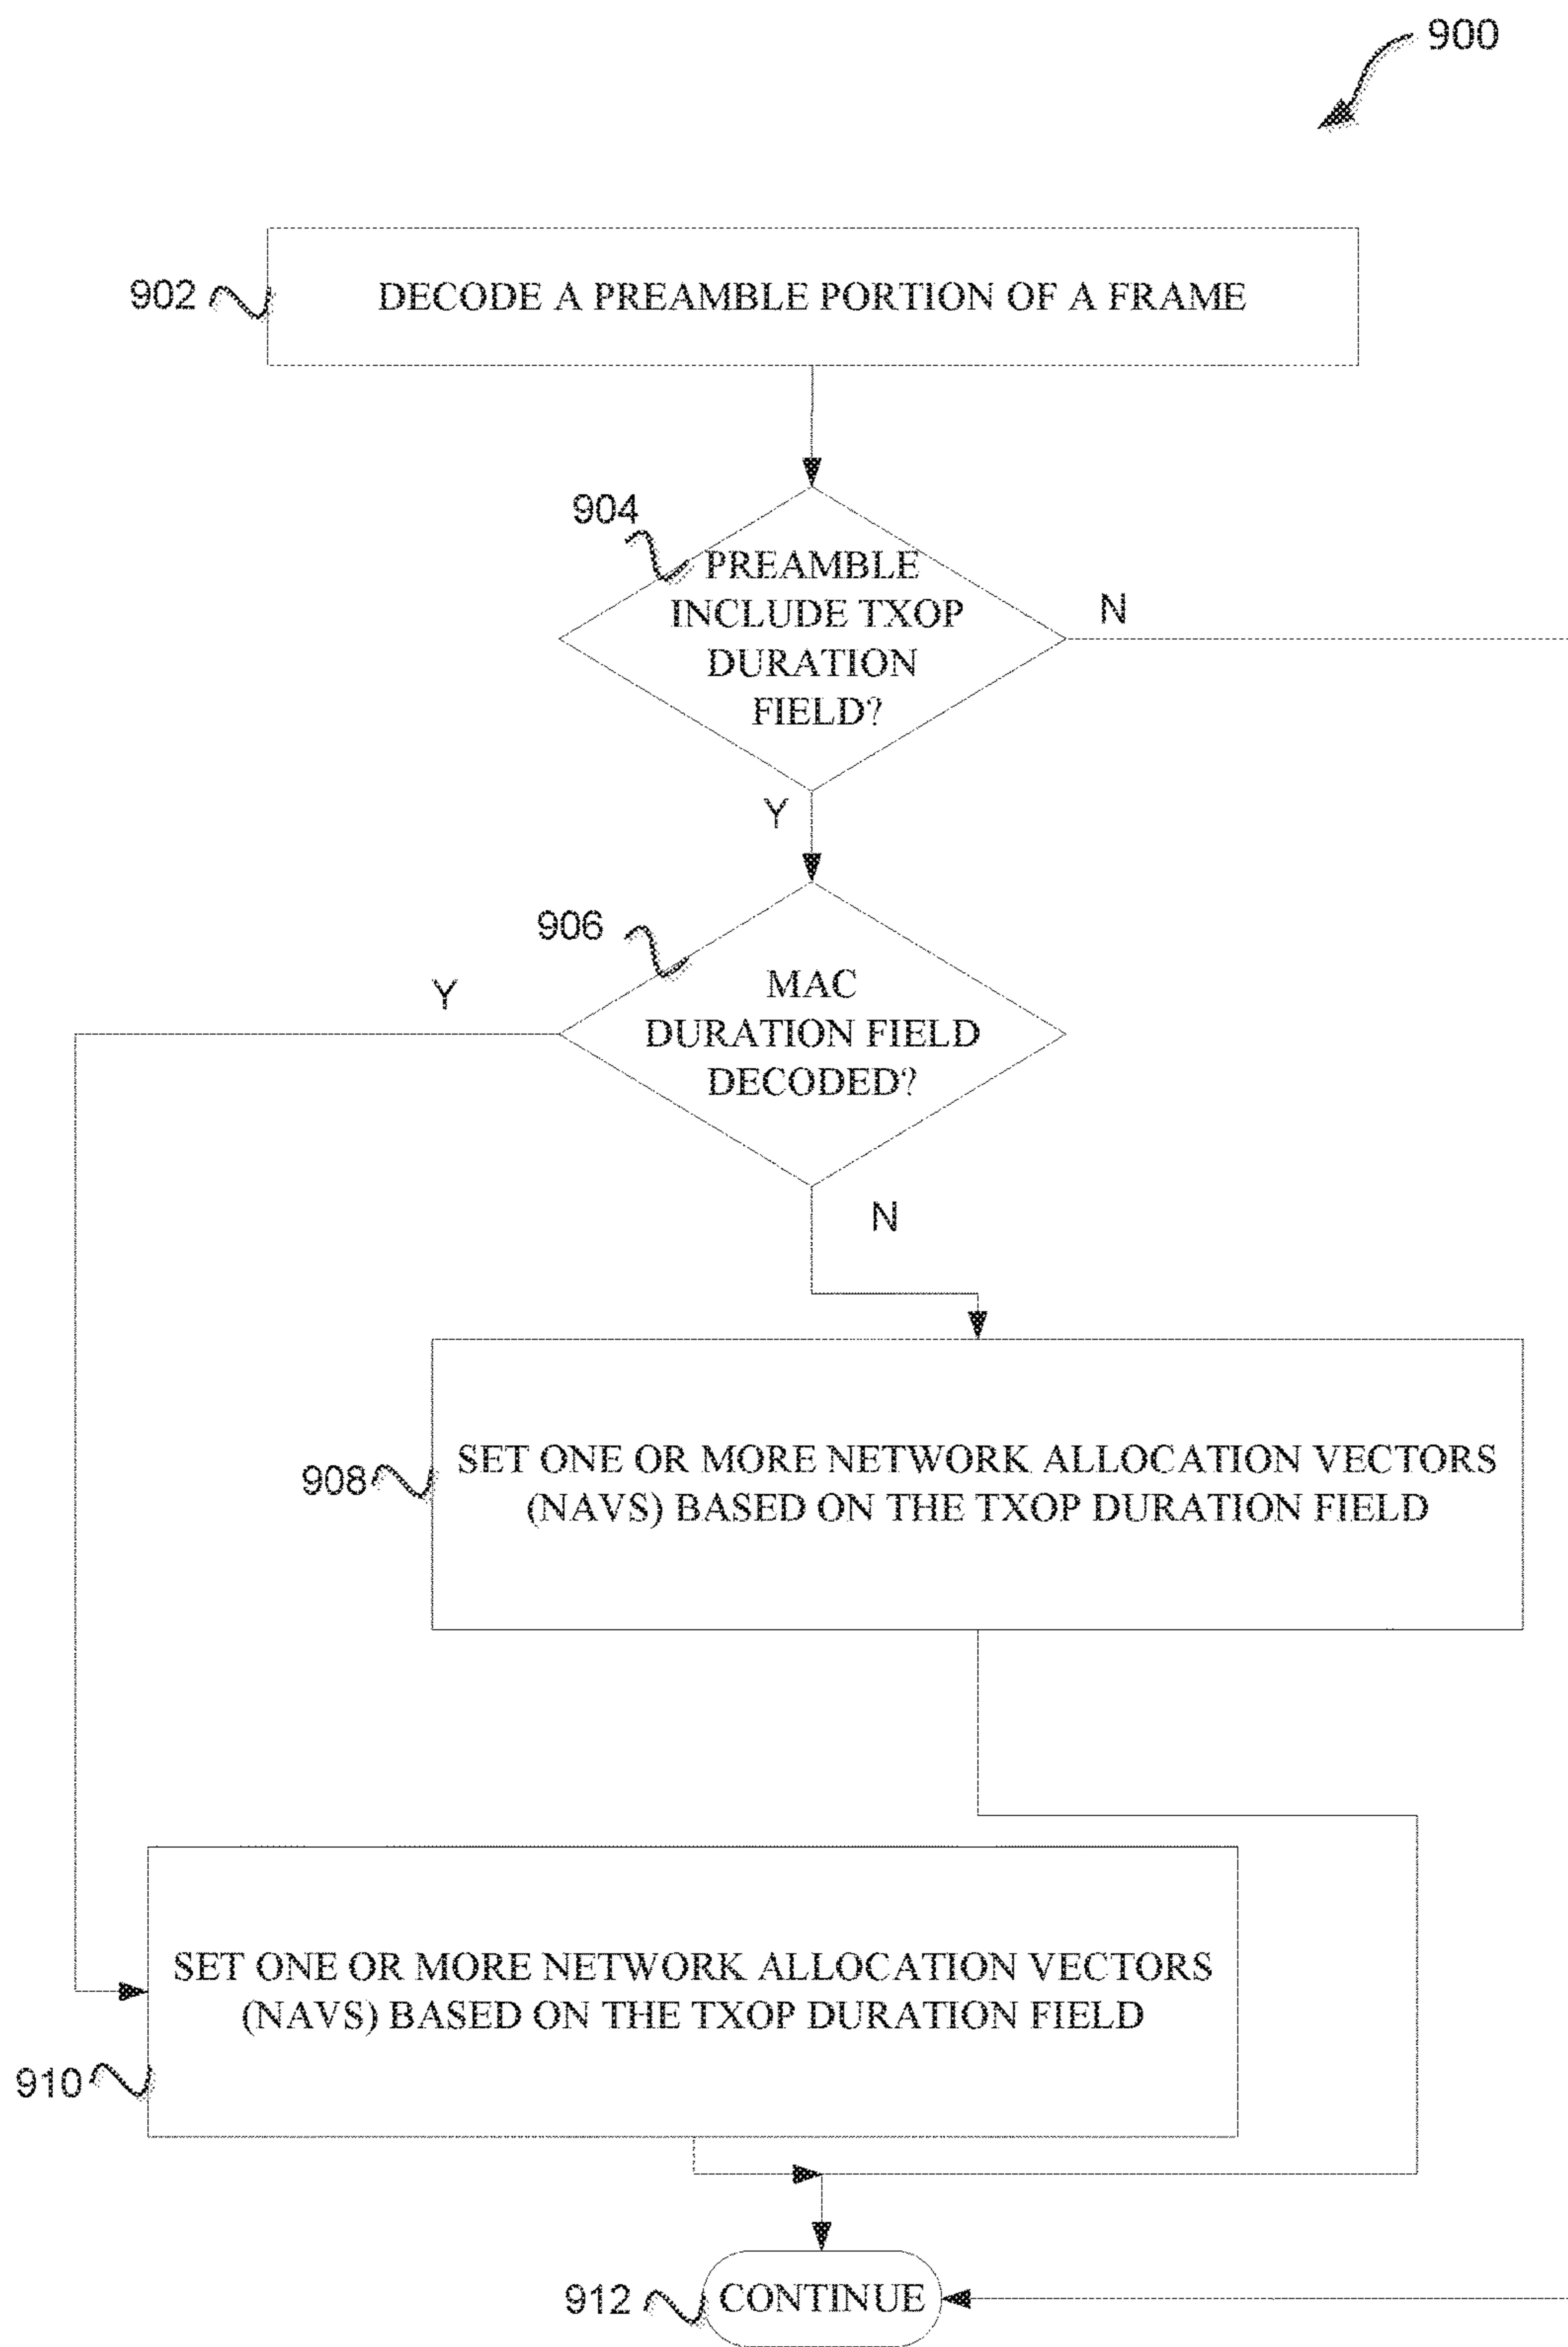 900
902
DECODE A PREAMBLE PORTION OF A FRAME
904
PREAMBLE
INCLUDE TXOP
DURATION
FIELD?
N
Y
906
MAC
DURATION FIELD
DECODED?
Y
N
908
SET ONE OR MORE NETWORK ALLOCATION VECTORS
(NAVS) BASED ON THE TXOP DURATION FIELD
SET ONE OR MORE NETWORK ALLOCATION VECTORS
(NAVS) BASED ON THE TXOP DURATION FIELD
910
912
CONTINUE